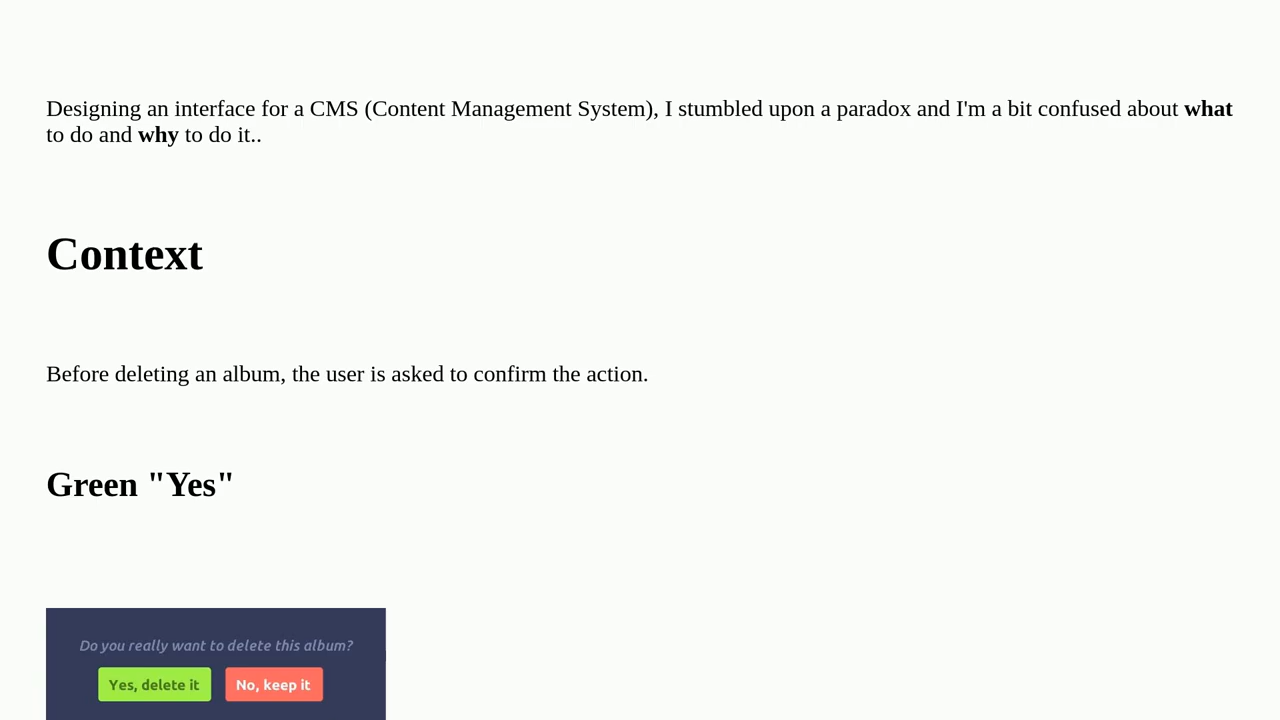 Designing an interface for a CMS (Content Management System), I stumbled upon a paradox and I'm a bit confused about what
to do and why to do it..
Context
Before deleting an album, the user is asked to confirm the action.
Green "Yes"
Do you really want to delete this album?
Yes, delete it No, keep it